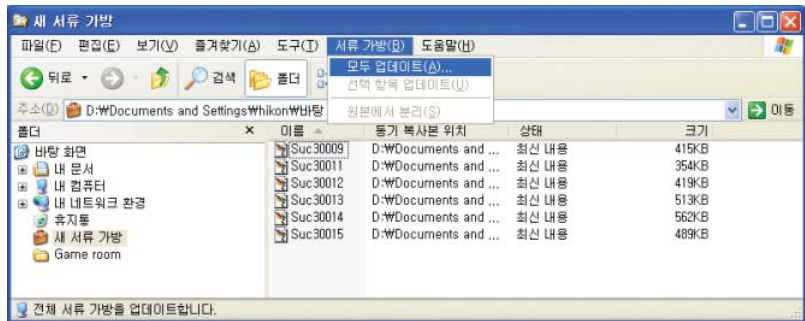 새 서류 가방
파일(F) 편집(E) 보기(V) 즐겨찾기(A) 도구(T) 서류 가방(B) 도움말(H)
모두 업데이트(A)...
뒤로 검색 폴더
선택 항목 업데이트(U)
주소(D) D:₩Documents and Settings₩hikon₩바탕 이동
원본에서 분리(S)
폴더 × 이름 동기 복사본 위치 상태 크기
바탕 화면 Suc30009 D:₩Documents and ... 최신 내용 415KB
내 문서 Suc30011 D:₩Documents and ... 최신 내용 354KB
내 컴퓨터 Suc30012 D:₩Documents and ... 최신 내용 419KB
내 네트워크 환경 Suc30013 D:₩Documents and ... 최신 내용 513KB
휴지통 Suc30014 D:₩Documents and ... 최신 내용 562KB
새 서류 가방 Suc30015 D:₩Documents and ... 최신 내용 489KB
Game room
전체 서류 가방을 업데이트합니다.